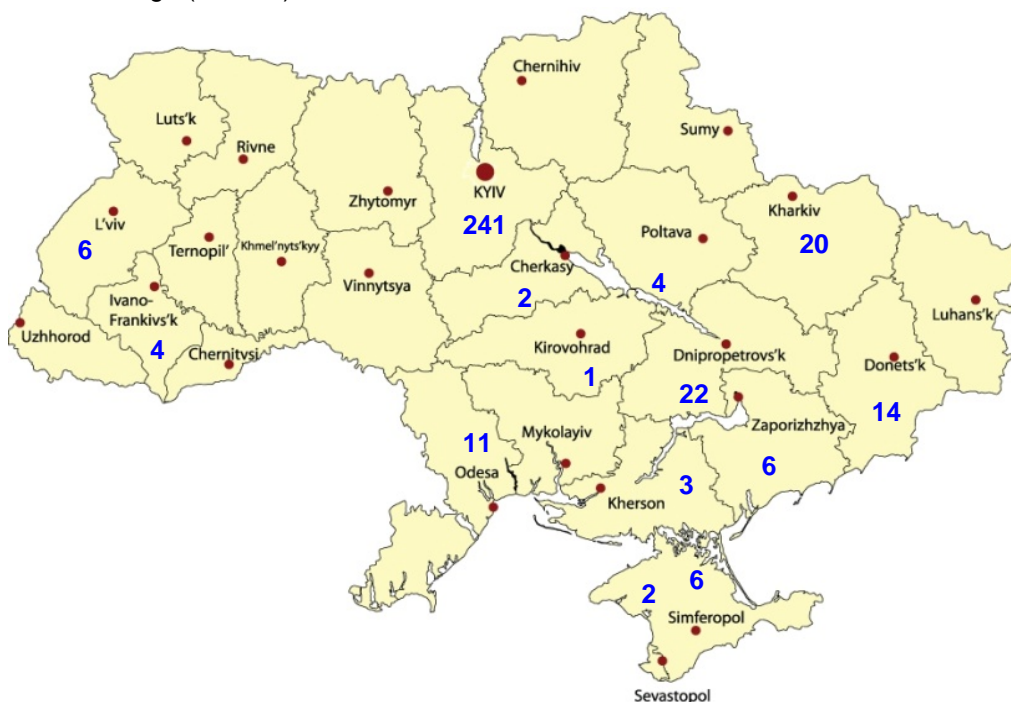 Chernihiv
Luts'k
Sumy
Rivne
KYIV
Zhytomyr
Kharkiv
L'viv
241
Poltava
20
6
Ternopil'
Khmel'nyts'kyy
Cherkasy
Vinnytsya
4
Ivano-
Frankivs'k
2
Luhans'k
Uzhhorod
Kirovohrad
4
Chernitvsi
Dnipropetrovs'k
Donets'k
1
22
14
Zaporizhzhya
11
Mykolayiv
Odesa
6
3
Kherson
6
2
Simferopol
Sevastopol